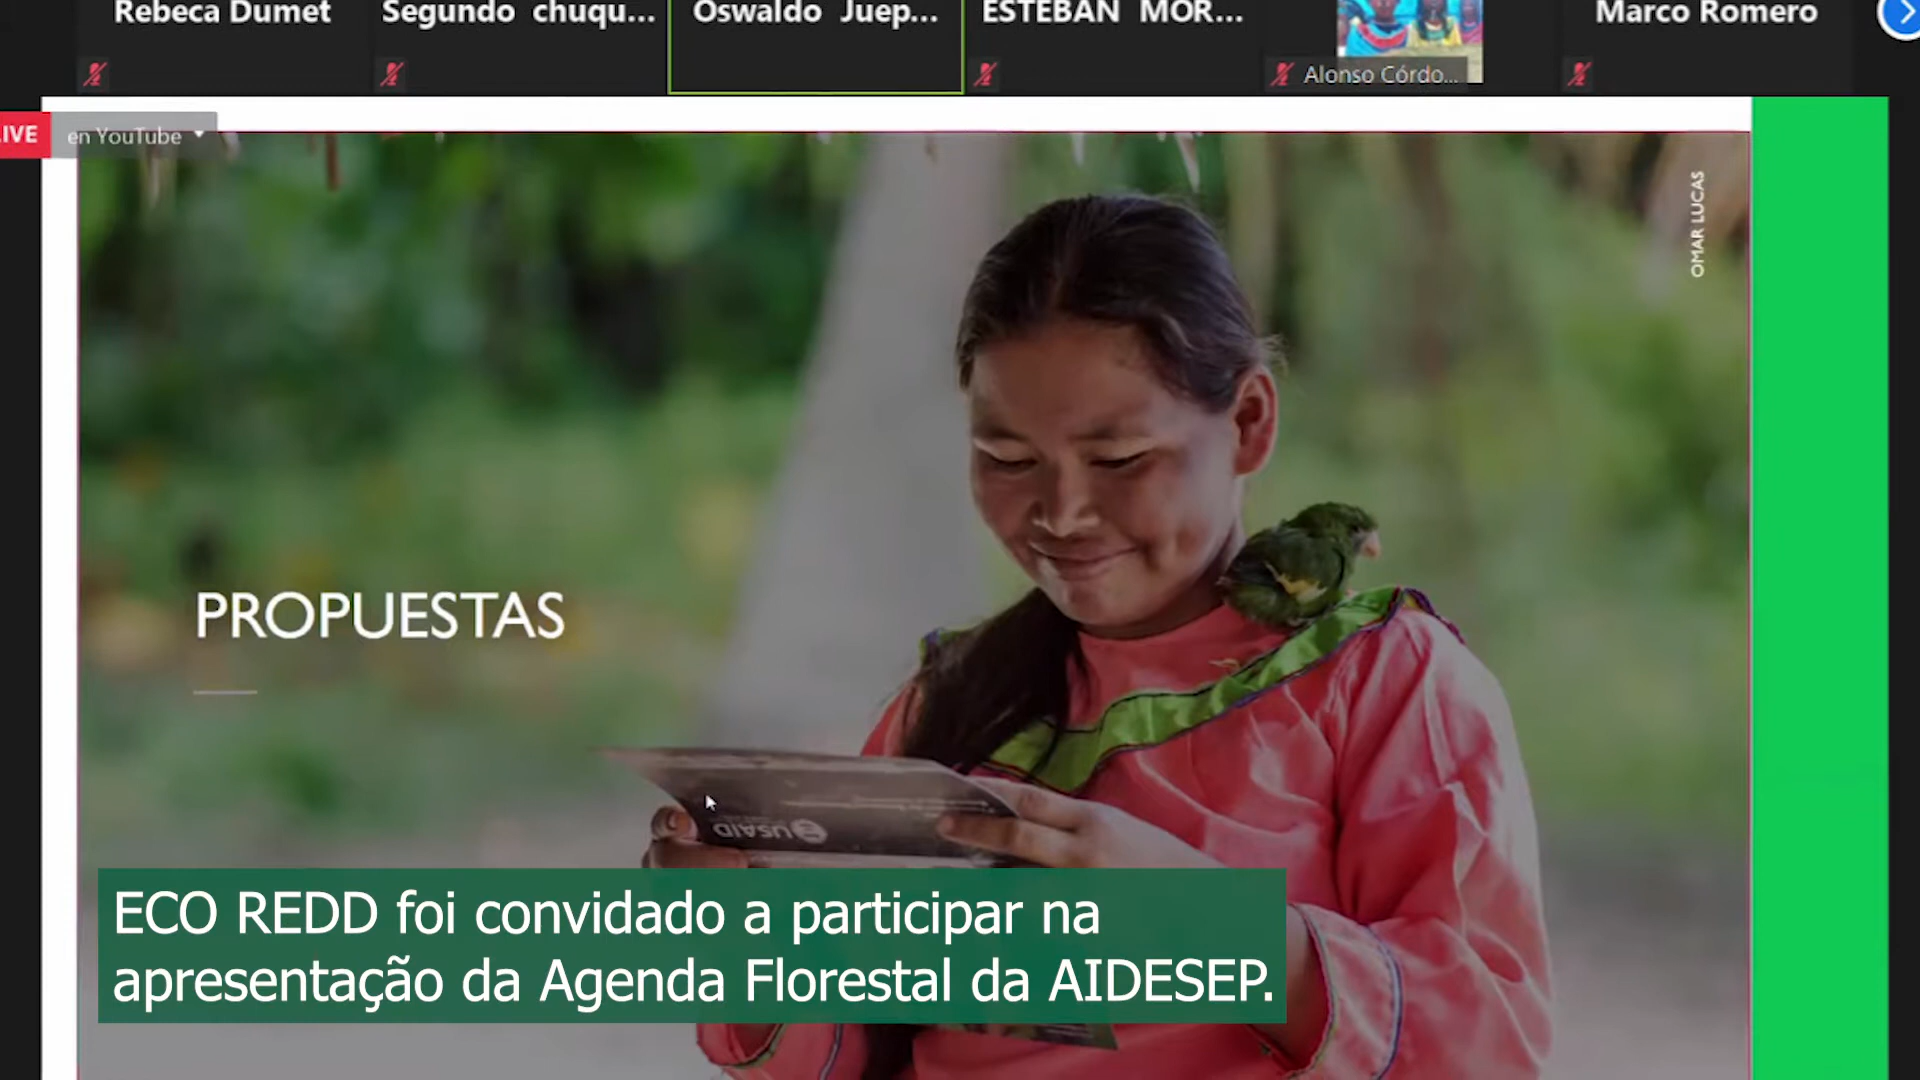 Rebeca Dumet
Segundo chuqu...
Oswaldo Juep...
ESTEBAN MOR...
Marco Romero
Alonso Córdo...
LIVE
en YouTube
OMAR LUCAS
PROPUESTAS
USAID
ECO REDD foi convidado a participar na
apresentação da Agenda Florestal da AIDESEP.